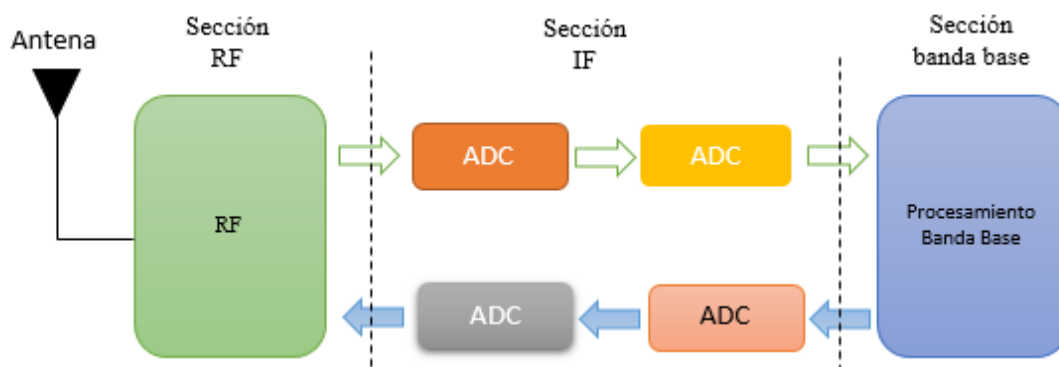 Antena
Sección
RF
Sección
IF
Sección
banda base
RF
ADC
ADC
Procesamiento
Banda Base
ADC
ADC